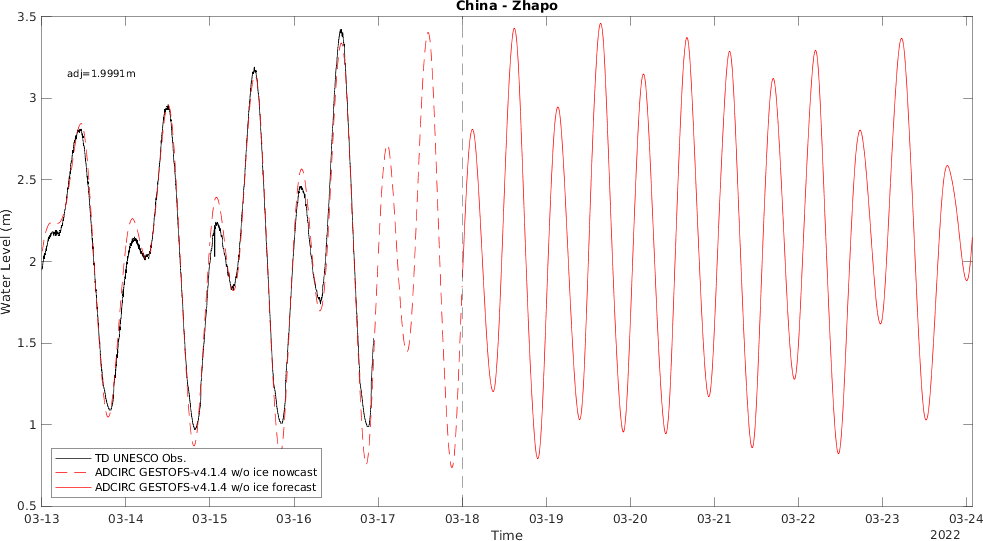 China - Zhapo
adj=1.9991m
3.5
3
2.5
2
1.5
1
0.5
Water Level (m)
TD UNESCO Obs.
ADCIRC GESTOFS-v4.1.4 w/o ice nowcast
ADCIRC GESTOFS-v4.1.4 w/o ice forecast
03-13 03-14 03-15 03-16 03-17 03-18 03-19 03-20 03-21 03-22 03-23 03-24
Time
2022